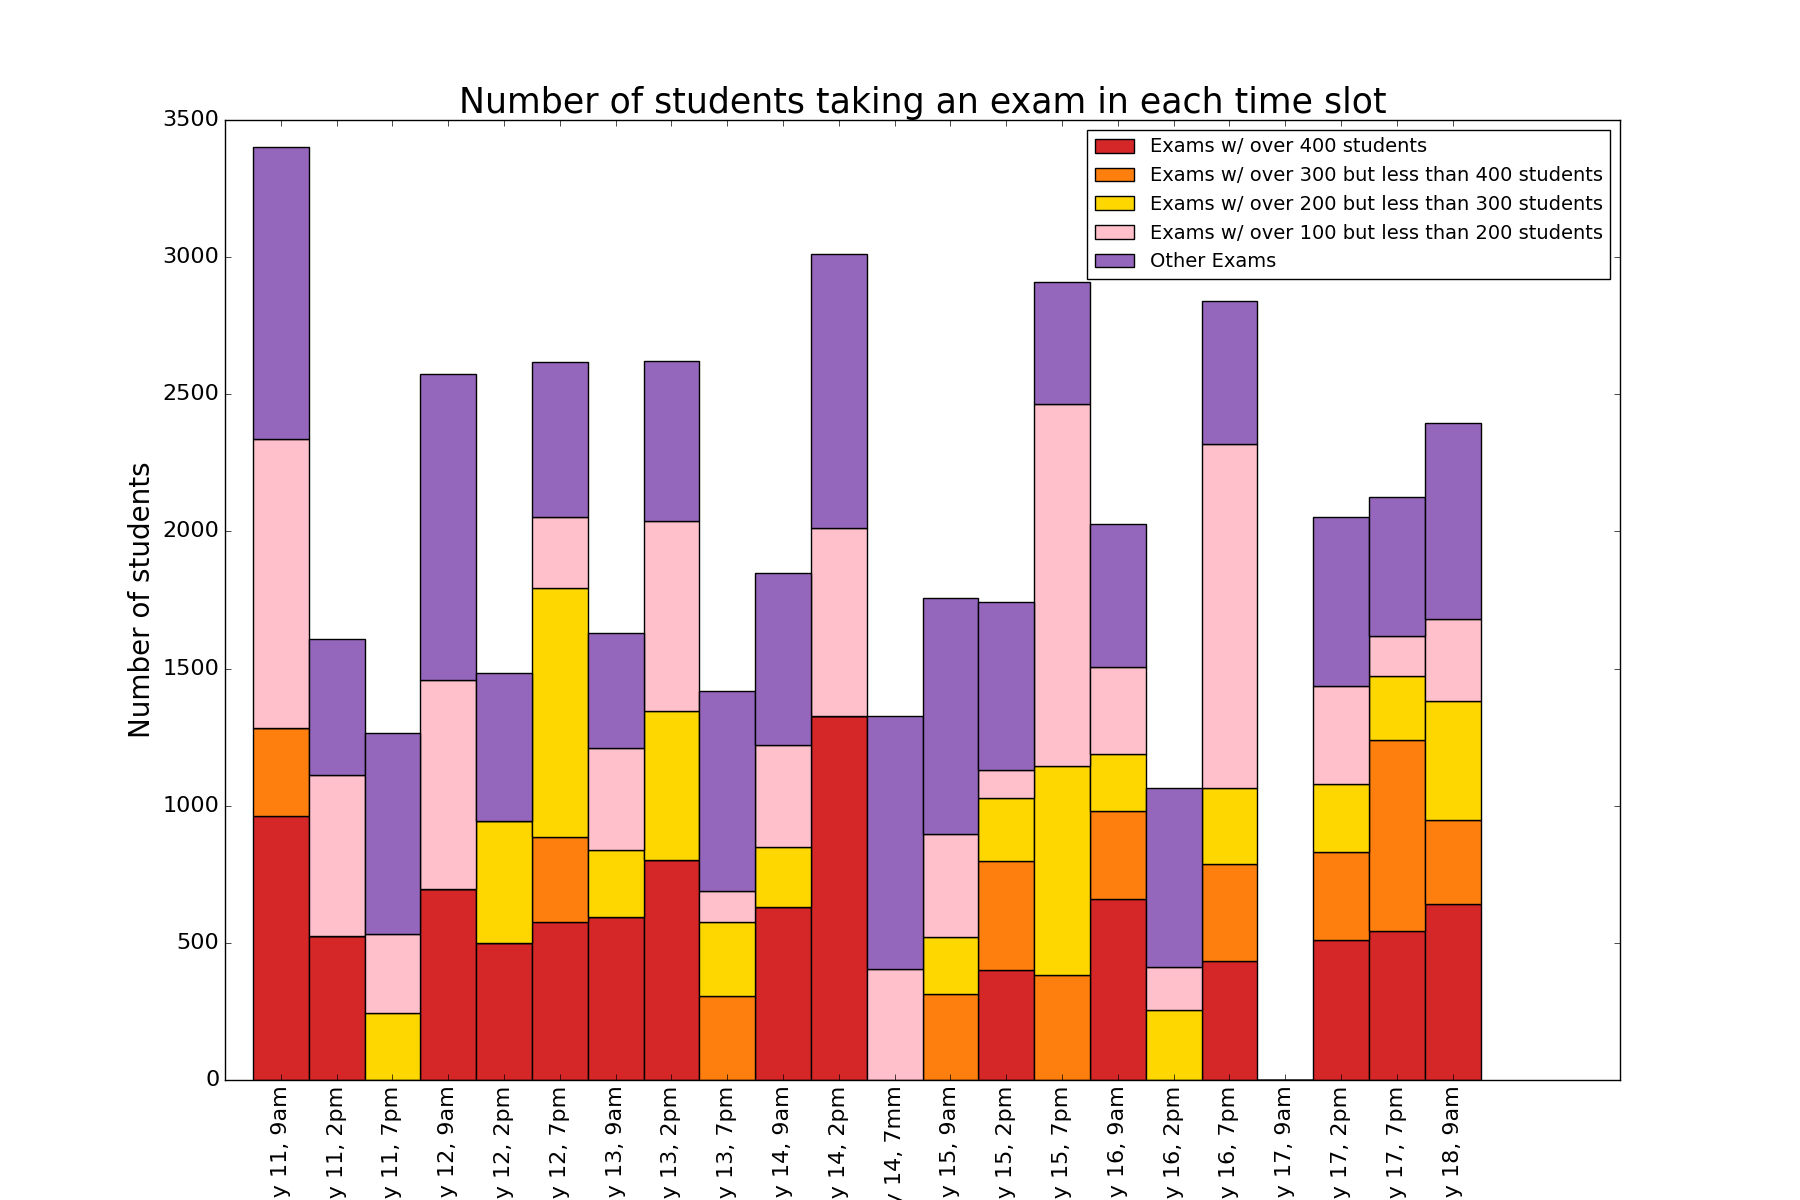 Number of students taking an exam in each time slot
Exams w/ over 400 students
Exams w/ over 300 but less than 400 students
Exams w/ over 200 but less than 300 students
Exams w/ over 100 but less than 200 students
Other Exams
Number of students
3500
3000
2500
2000
1500
1000
500
0
y 11, 9am
y 11, 2pm
y 11, 7pm
y 12, 9am
y 12, 2pm
y 12, 7pm
y 13, 9am
y 13, 2pm
y 13, 7pm
y 14, 9am
y 14, 2pm
y 14, 7mm
y 15, 9am
y 15, 2pm
y 15, 7pm
y 16, 9am
y 16, 2pm
y 16, 7pm
y 17, 9am
y 17, 2pm
y 17, 7pm
y 18, 9am